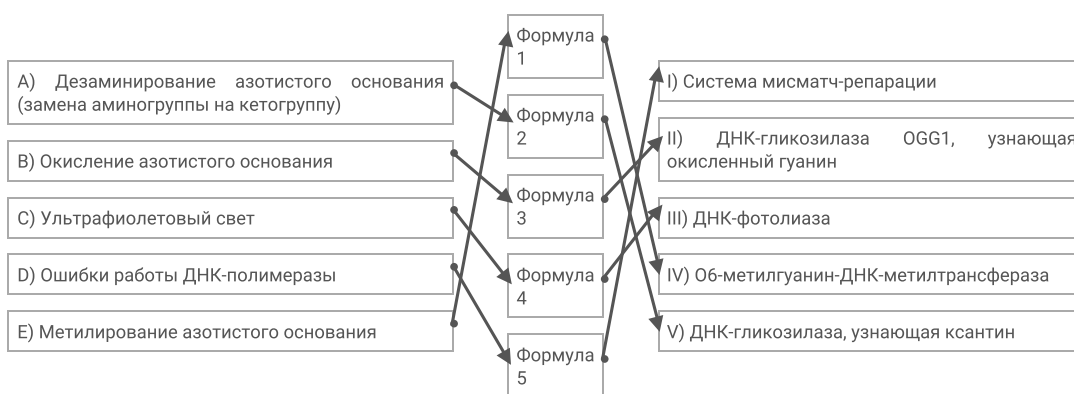 A) Дезаминирование азотистого основания
(замена аминогруппы на кетогруппу)
B) Окисление азотистого основания
C) Ультрафиолетовый свет
D) Ошибки работы ДНК-полимеразы
E) Метилирование азотистого основания
Формула
1
Формула
2
Формула
3
Формула
4
Формула
5
I) Система мисматч-репарации
II) ДНК-гликозилаза OGG1, узнающая
окисленный гуанин
III) ДНК-фотолиаза
IV) О6-метилгуанин-ДНК-метилтрансфераза
V) ДНК-гликозилаза, узнающая ксантин